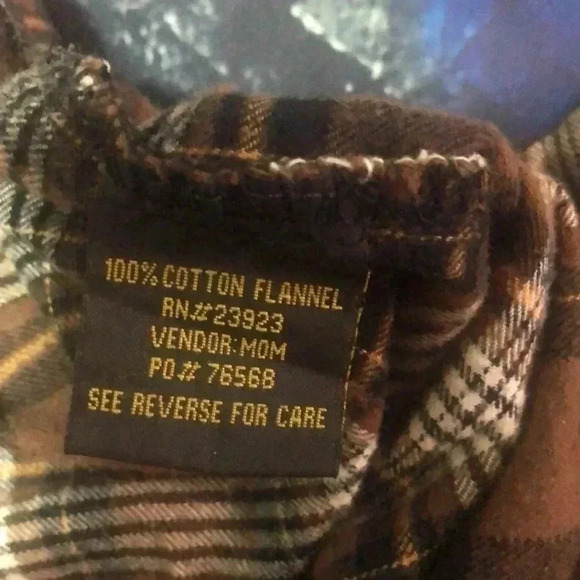 100% COTTON FLANNEL
RN# 23923
VENDOR-MOM
PO# 76568
SEE REVERSE FOR CARE